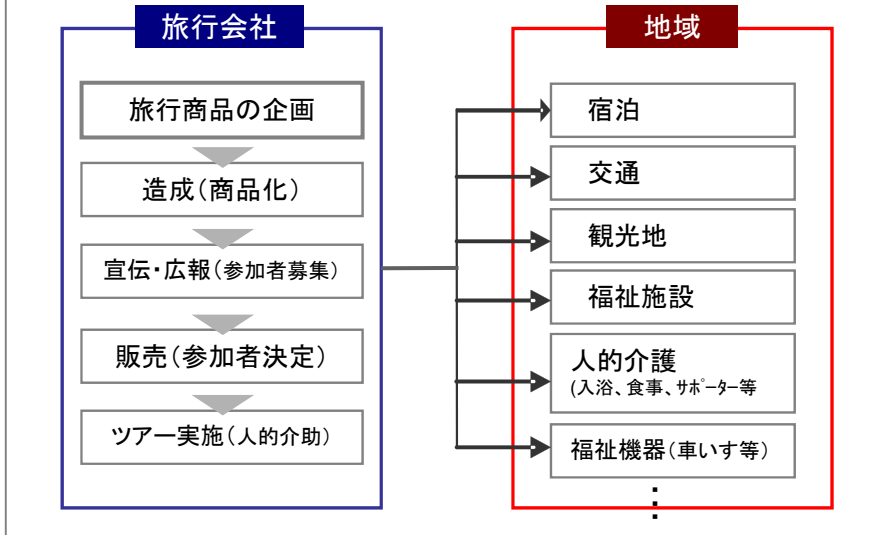 旅行会社
旅行商品の企画
造成(商品化)
宣伝・広報(参加者募集)
販売(参加者決定)
ツアー実施(人的介助)
地域
宿泊
交通
観光地
福祉施設
人的介護
(入浴、食事、ｻﾎﾟｰﾀｰ等
福祉機器(車いす等)